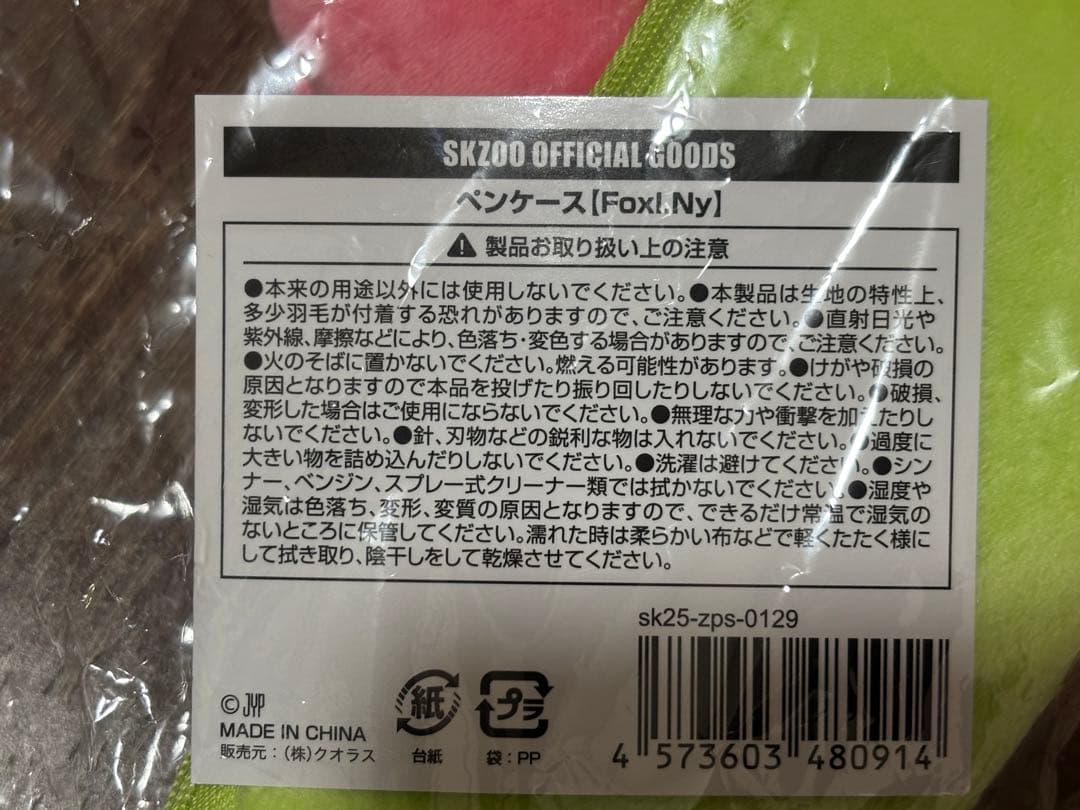 SKZOO OFFICIAL GOODS
ペンケース【FoxI.Ny】
製品お取り扱い上の注意
●本来の用途以外には使用しないでください。●本製品は生地の特性上、
多少羽毛が付着する恐れがありますので、ご注意ください。●直射日光や
紫外線、摩擦などにより、色落ち・変色する場合がありますので、ご注意ください。
●火のそばに置かないでください。燃える可能性があります。●けがや破損の
原因となりますので本品を投げたり振り回したりしないでください。●破損、
変形した場合はご使用にならないでください。●無理な力や衝撃を加えたりし
ないでください。●針、刃物などの鋭利な物は入れないでください。●過度に
大きい物を詰め込んだりしないでください。●洗濯は避けてください。●シン
ナー、ベンジン、スプレー式クリーナー類では拭かないでください。●湿度や
湿気は色落ち、変形、変質の原因となりますので、できるだけ常温で湿気の
ないところに保管してください。濡れた時は柔らかい布などで軽くたたく様に
して拭き取り、陰干しをして乾燥させてください。
sk25-zps-0129
© JYP
MADE IN CHINA
販売元：（株）クオラス
紙
台紙
プラ
袋：PP
4 573603 480914